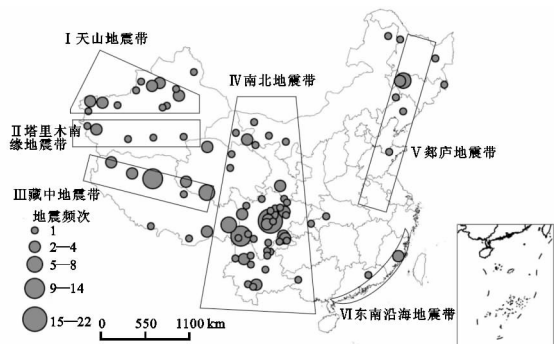 Ⅰ天山地震带
Ⅳ南北地震带
Ⅱ塔里木南
缘地震带
Ⅴ郯庐地震带
Ⅲ藏中地震带
地震频次
1
2—4
5—8
9—14
15—22
0 550 1100 km
Ⅵ东南沿海地震带